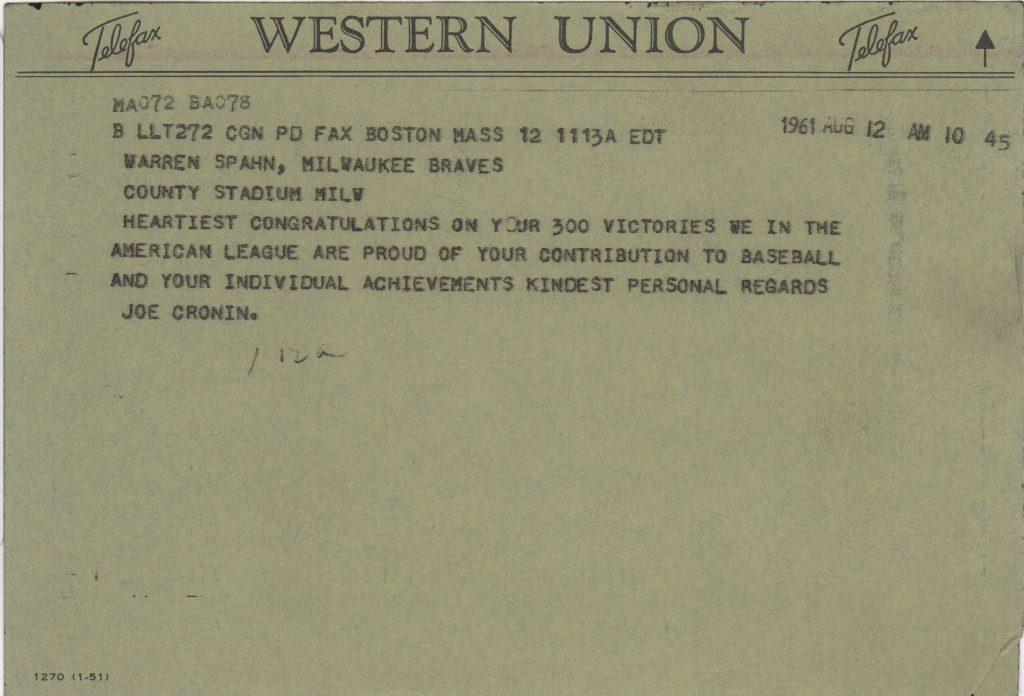 Telefax WESTERN UNION Telefax
MA072 BA078
B LLT272 CGN PD FAX BOSTON MASS 12 1113A EDT 1961 AUG 12 AM 10 45
WARREN SPAHN, MILWAUKEE BRAVES
COUNTY STADIUM MILW
HEARTIEST CONGRATULATIONS ON YOUR 300 VICTORIES WE IN THE
AMERICAN LEAGUE ARE PROUD OF YOUR CONTRIBUTION TO BASEBALL
AND YOUR INDIVIDUAL ACHIEVEMENTS KINDEST PERSONAL REGARDS
JOE CRONIN.
1270 (1-51)